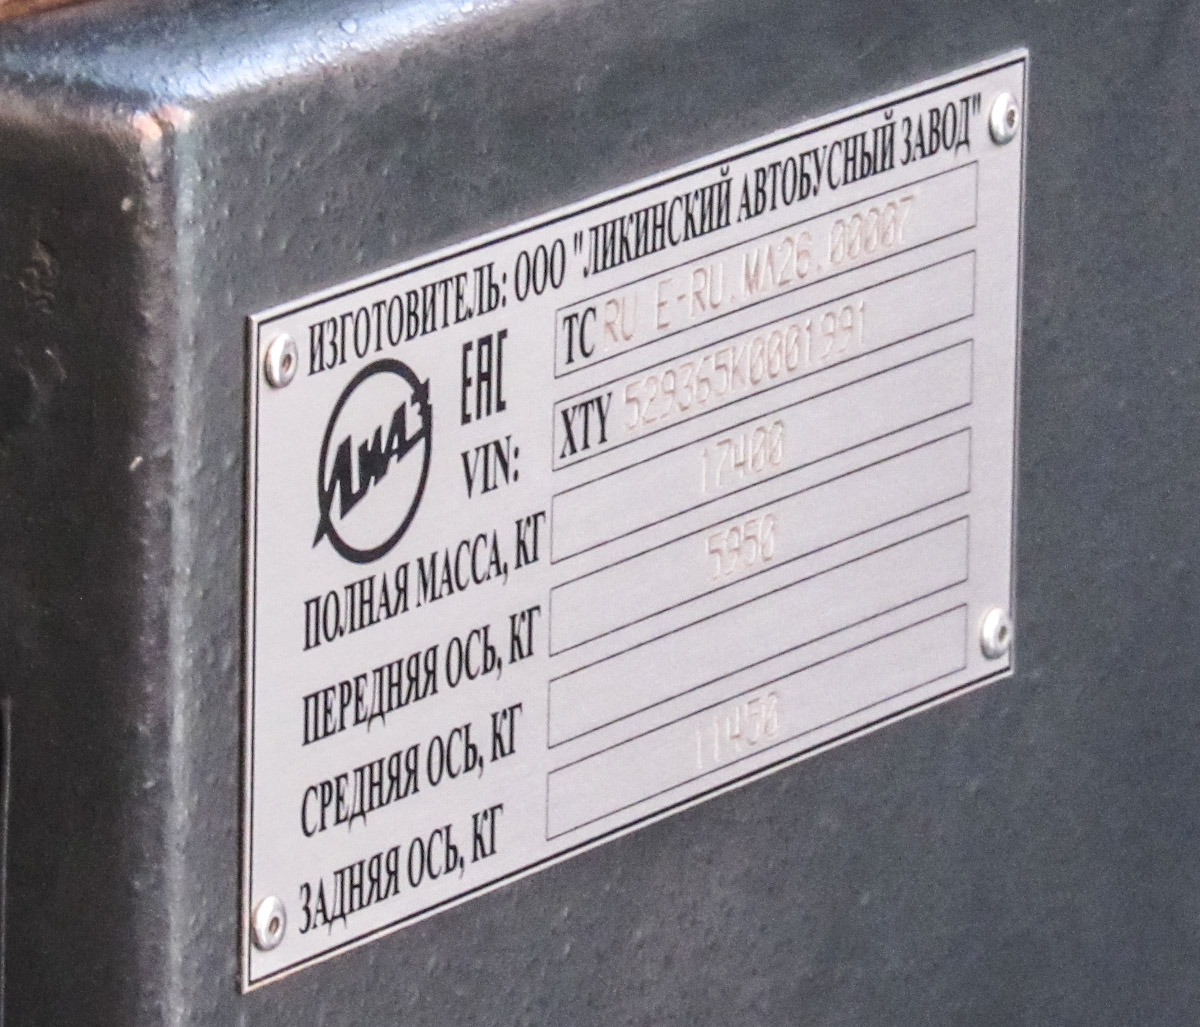 ИЗГОТОВИТЕЛЬ: ООО "ЛИКИНСКИЙ АВТОБУСНЫЙ ЗАВОД"
ЛИАЗ
ЕАС
ТС RU E-RU.МЛ26.00007
VIN: XTY 529365K0001991
ПОЛНАЯ МАССА, КГ 17400
ПЕРЕДНЯЯ ОСЬ, КГ 5950
СРЕДНЯЯ ОСЬ, КГ
ЗАДНЯЯ ОСЬ, КГ 11450